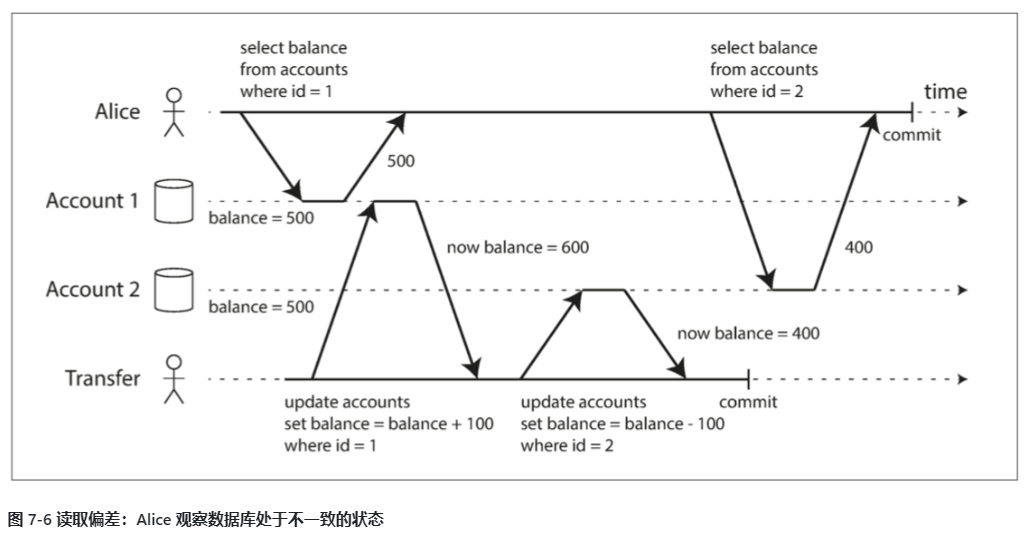 select balance
from accounts
where id = 1
select balance
from accounts
where id = 2
time
Alice
commit
500
Account 1
balance = 500
now balance = 600
400
Account 2
balance = 500
now balance = 400
Transfer
update accounts
set balance = balance + 100
where id = 1
update accounts
set balance = balance - 100
where id = 2
commit
图 7-6 读取偏差：Alice 观察数据库处于不一致的状态